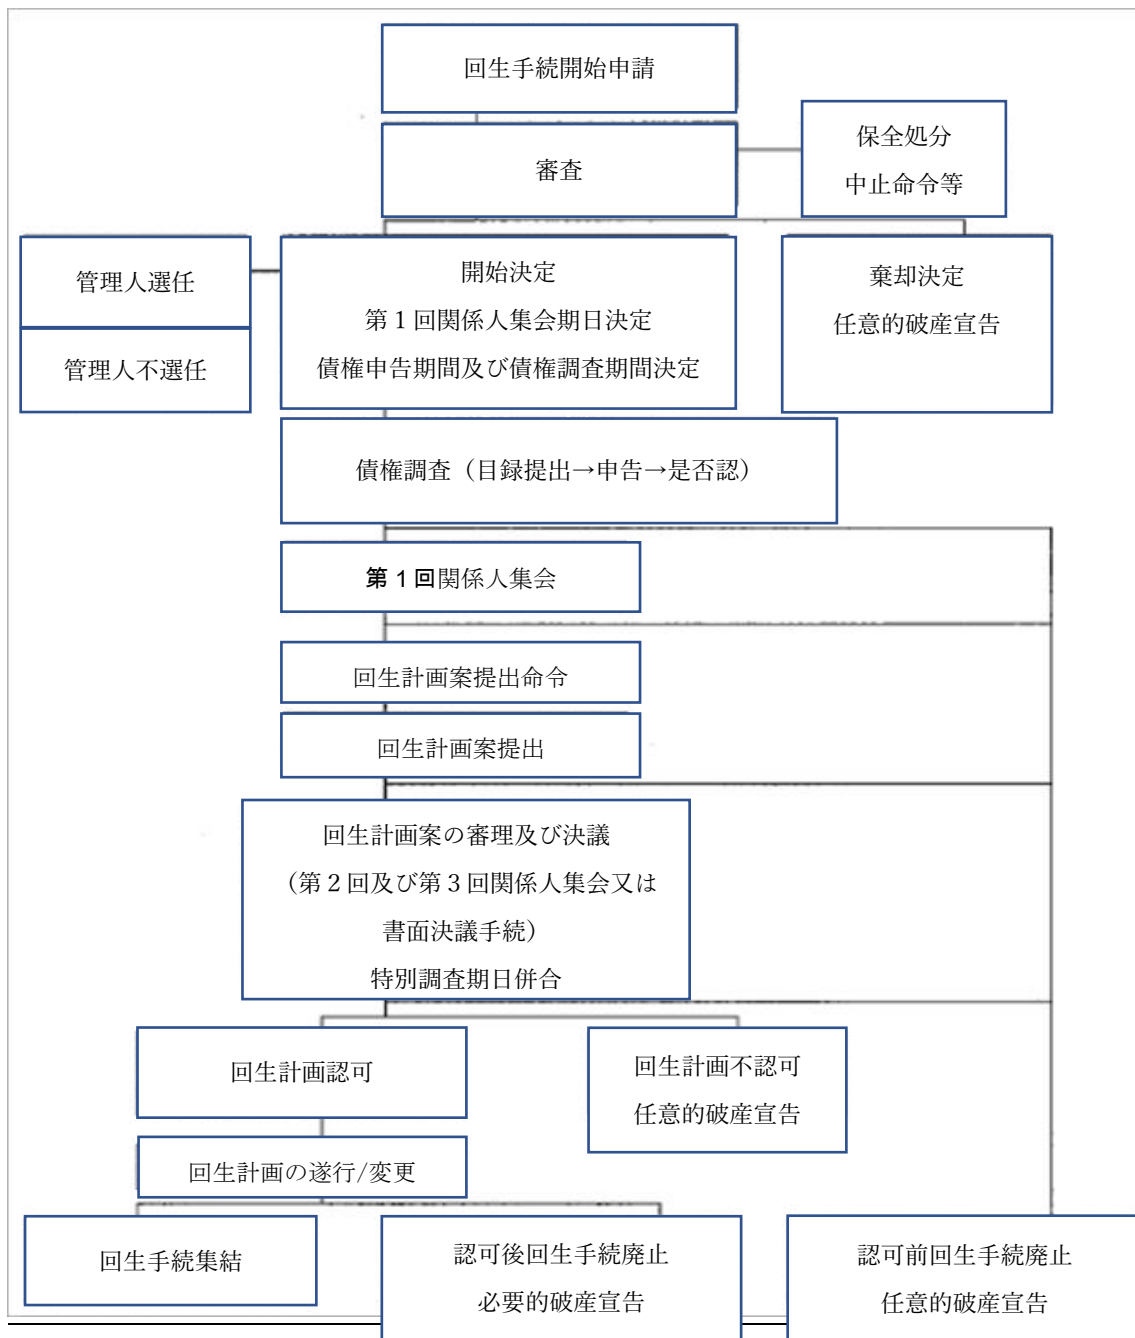 回生手続開始申請
審査
保全処分
中止命令等
管理人選任
管理人不選任
開始決定
第1回関係人集会期日決定
債権申告期間及び債権調査期間決定
棄却決定
任意的破産宣告
債権調査（目録提出→申告→是否認）
第1回関係人集会
回生計画案提出命令
回生計画案提出
回生計画案の審理及び決議
（第2回及び第3回関係人集会又は
書面決議手続）
特別調査期日併合
回生計画認可
回生計画不認可
任意的破産宣告
回生計画の遂行/変更
回生手続集結
認可後回生手続廃止
必要的破産宣告
認可前回生手続廃止
任意的破産宣告